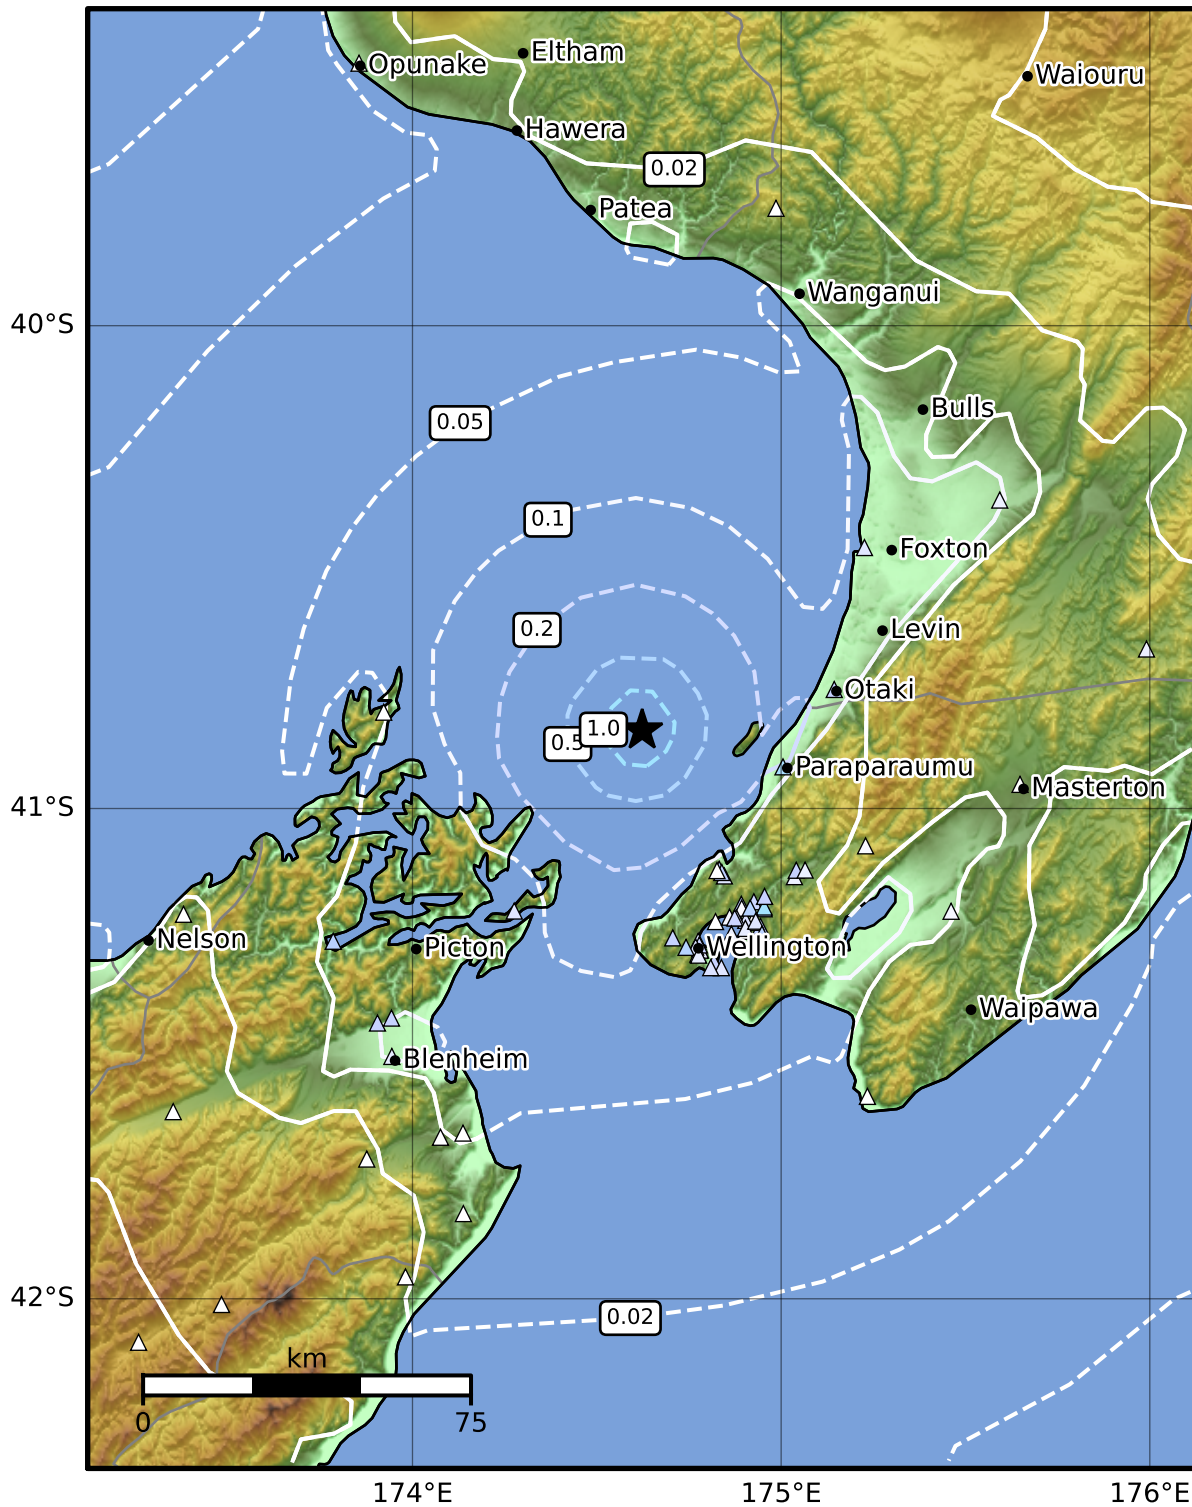 Eltham
Opunake
Waiouru
Hawera
0.02
Patea
Wanganui
40°S
Bulls
0.05
0.1
Foxton
0.2
Levin
Otaki
1.0
0.5
Paraparaumu
Masterton
41°S
Nelson
Picton
Wellington
Waipawa
Blenheim
42°S
0.02
km
0 75
174°E 175°E 176°E